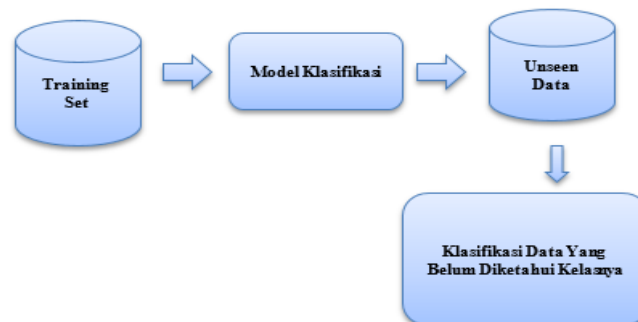 Training
Set
Model Klasifikasi
Unseen
Data
Klasifikasi Data Yang
Belum Diketahui Kelasnya